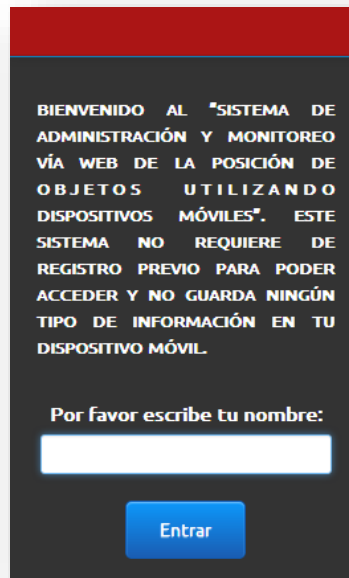 BIENVENIDO AL "SISTEMA DE
ADMINISTRACIÓN Y MONITOREO
VÍA WEB DE LA POSICIÓN DE
OBJETOS UTILIZANDO
DISPOSITIVOS MÓVILES". ESTE
SISTEMA NO REQUIERE DE
REGISTRO PREVIO PARA PODER
ACCEDER Y NO GUARDA NINGÚN
TIPO DE INFORMACIÓN EN TU
DISPOSITIVO MÓVIL.
Por favor escribe tu nombre:
Entrar